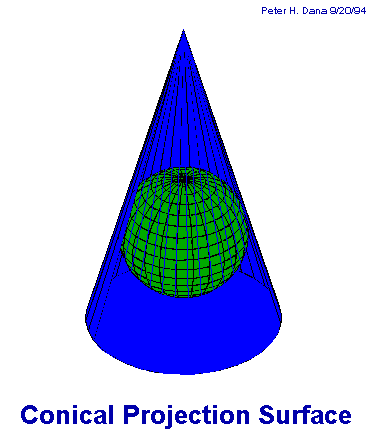 Peter H. Dana 9/20/94
Conical Projection Surface